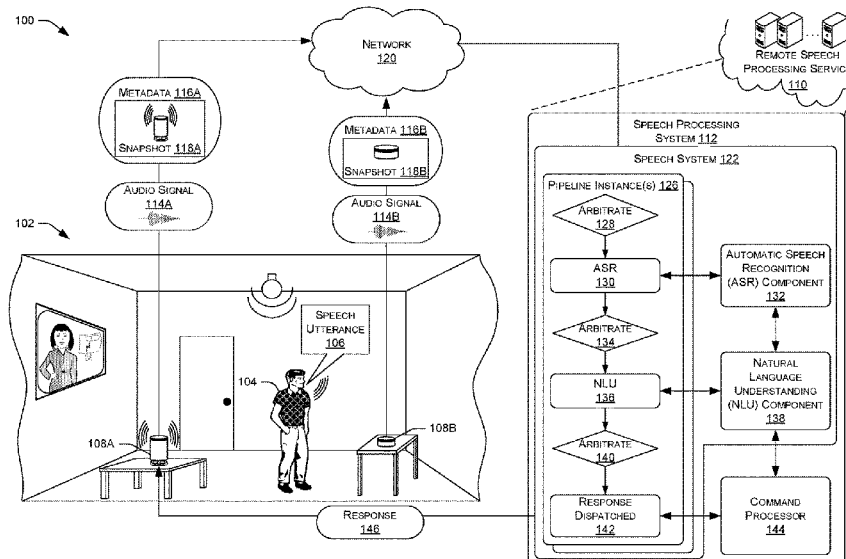 100
NETWORK
120
REMOTE SPEECH
PROCESSING SERVICE
110
METADATA 116A
SNAPSHOT
118A
METADATA 116B
SNAPSHOT 118B
SPEECH PROCESSING
SYSTEM 112
SPEECH SYSTEM 122
AUDIO SIGNAL
114A
AUDIO SIGNAL
114B
PIPELINE INSTANCE(S) 126
ARBITRATE
128
ASR
130
AUTOMATIC SPEECH
RECOGNITION
(ASR) COMPONENT
132
102
SPEECH
UTTERANCE
106
ARBITRATE
134
104
NLU
136
NATURAL
LANGUAGE
UNDERSTANDING
(NLU) COMPONENT
138
108A
108B
ARBITRATE
140
RESPONSE
146
RESPONSE
DISPATCHED
142
COMMAND
PROCESSOR
144